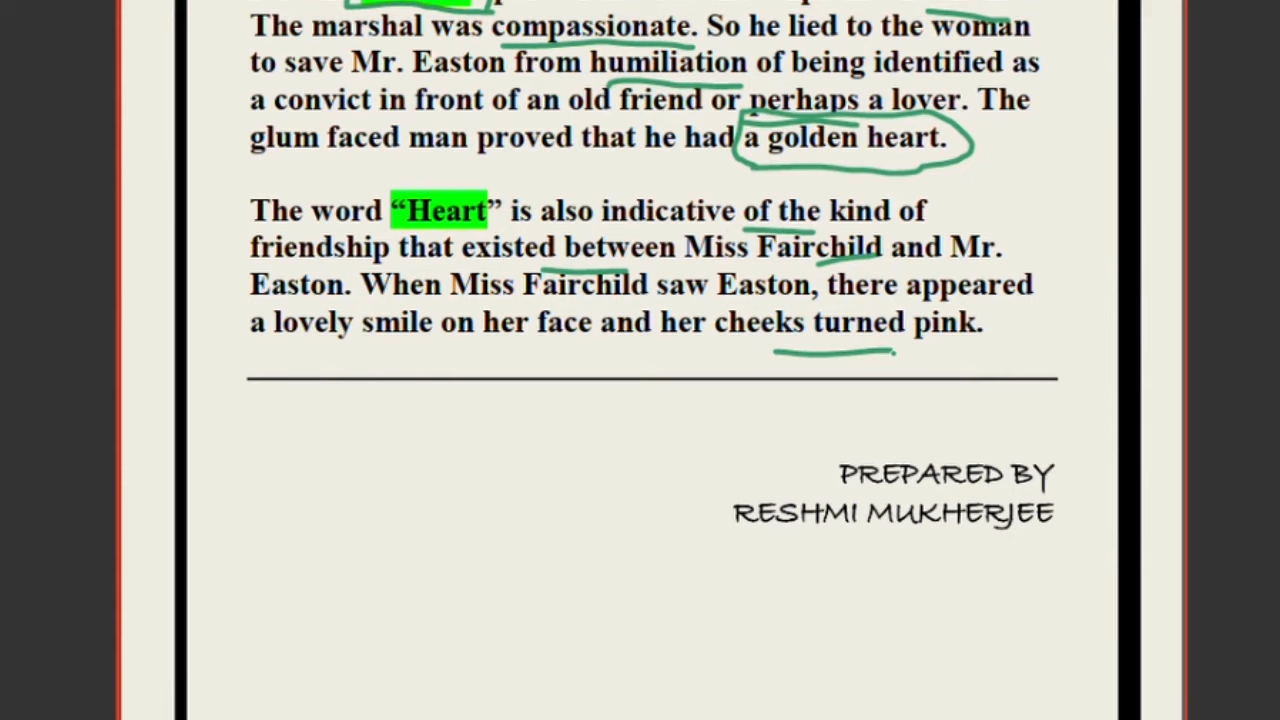 The marshal was compassionate. So he lied to the woman
to save Mr. Easton from humiliation of being identified as
a convict in front of an old friend or perhaps a lover. The
glum faced man proved that he had a golden heart.
The word “Heart” is also indicative of the kind of
friendship that existed between Miss Fairchild and Mr.
Easton. When Miss Fairchild saw Easton, there appeared
a lovely smile on her face and her cheeks turned pink.
PREPARED BY
RESHMI MUKHERJEE